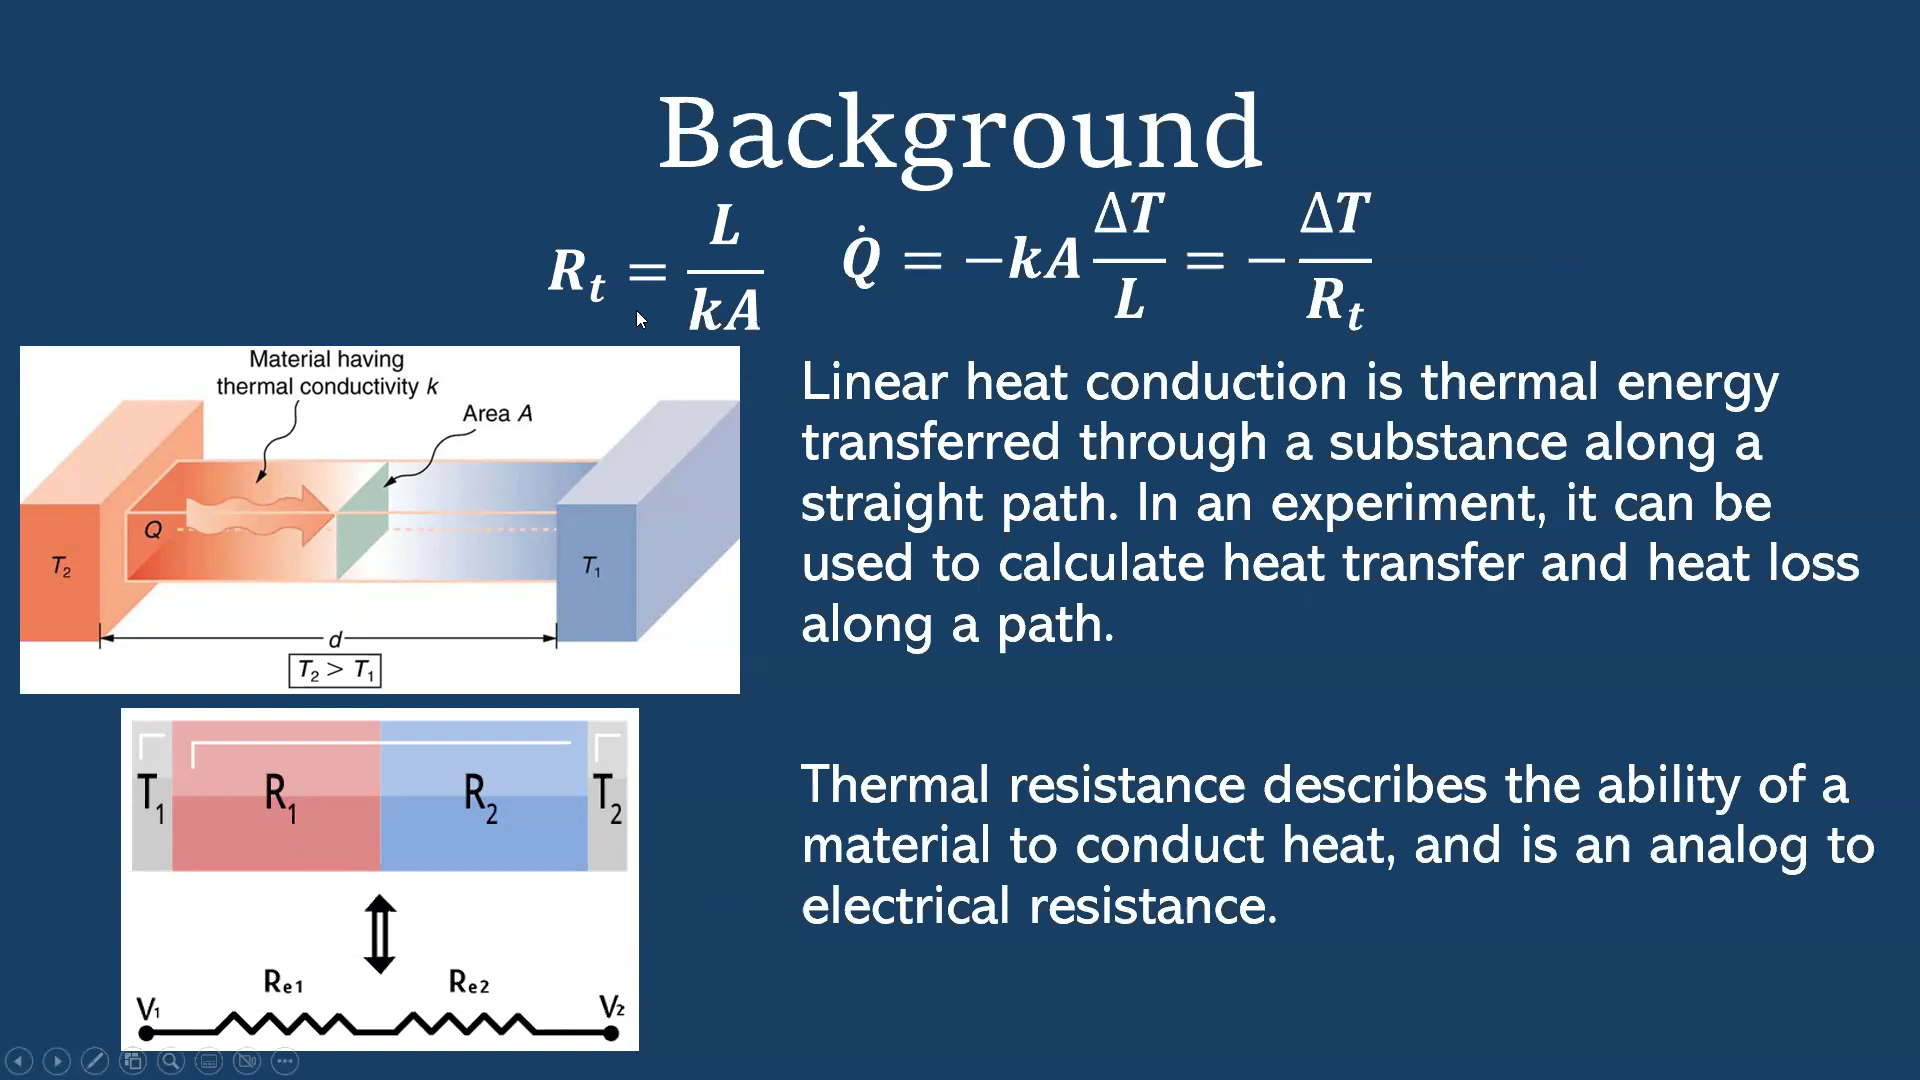 Background
R_t = L/kA
Q̇ = −kA ΔT/L = − ΔT/R_t
Material having
thermal conductivity k
Area A
Q
T₂
T₁
d
T₂ > T₁
Linear heat conduction is thermal energy
transferred through a substance along a
straight path. In an experiment, it can be
used to calculate heat transfer and heat loss
along a path.
T₁ R₁ R₂ T₂
Re1 Re2
V₁ V₂
Thermal resistance describes the ability of a
material to conduct heat, and is an analog to
electrical resistance.